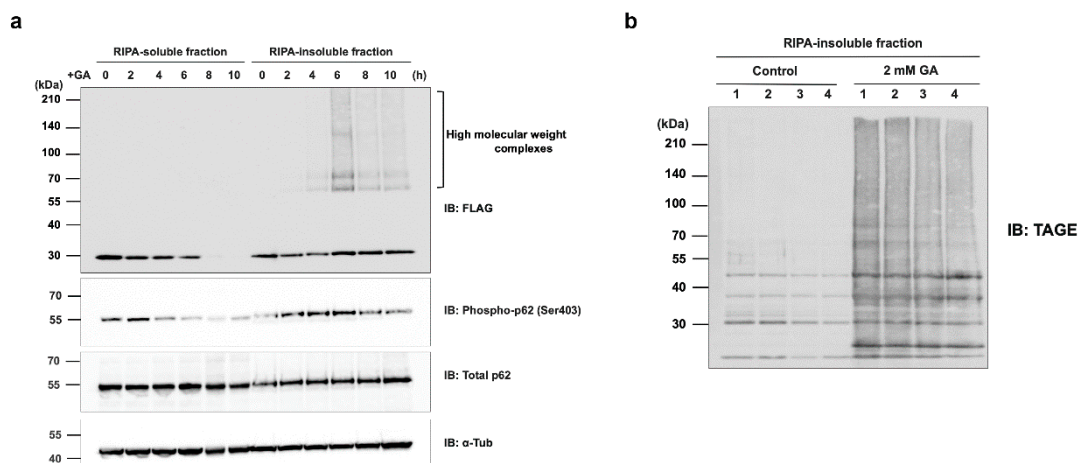 a
RIPA-soluble fraction RIPA-insoluble fraction
+GA 0 2 4 6 8 10 0 2 4 6 8 10 (h)
(kDa)
210
140
100
70
55
40
30
High molecular weight
complexes
IB: FLAG
70
55
IB: Phospho-p62 (Ser403)
70
55
IB: Total p62
55
40
IB: α-Tub
b
RIPA-insoluble fraction
Control 2 mM GA
1 2 3 4 1 2 3 4
(kDa)
210
140
100
70
55
40
30
IB: TAGE